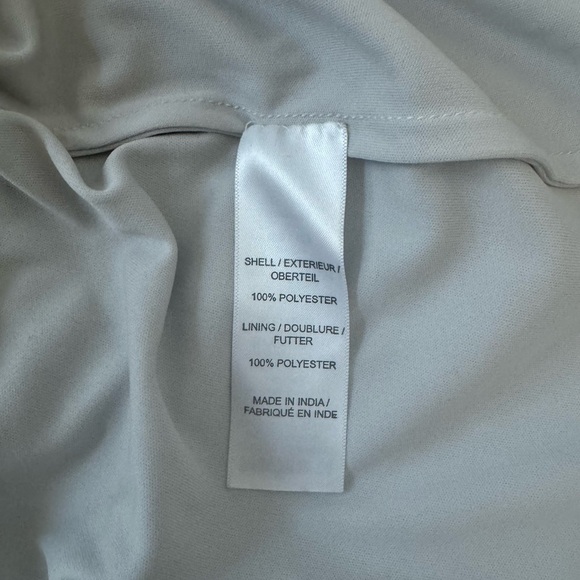 SHELL / EXTERIEUR /
OBERTEIL
100% POLYESTER
LINING / DOUBLURE /
FUTTER
100% POLYESTER
MADE IN INDIA /
FABRIQUÉ EN INDE